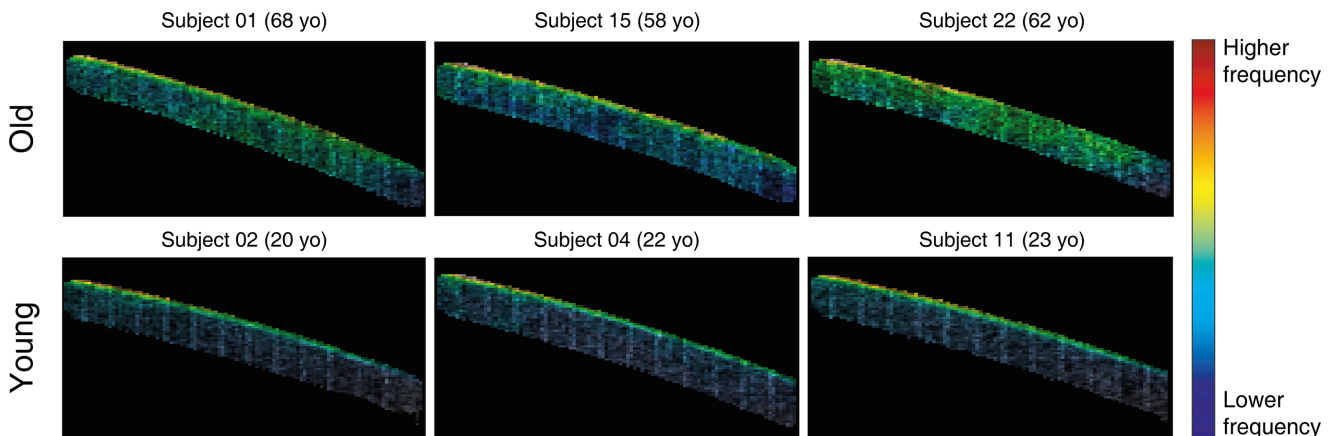 Subject 01 (68 yo)
Subject 15 (58 yo)
Subject 22 (62 yo)
Higher
frequency
Old
Subject 02 (20 yo)
Subject 04 (22 yo)
Subject 11 (23 yo)
Young
Lower
frequency